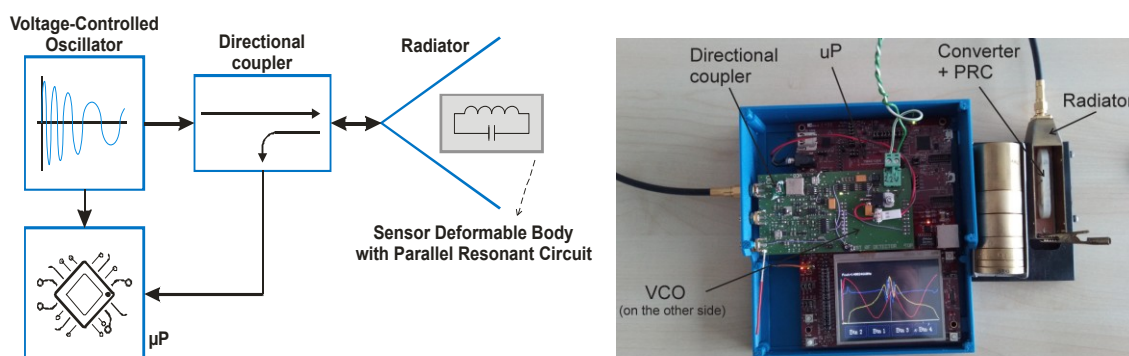 Voltage-Controlled
Oscillator
Directional
coupler
Radiator
Sensor Deformable Body
with Parallel Resonant Circuit
µP
Directional
coupler
uP
Converter
+ PRC
Radiator
VCO
(on the other side)